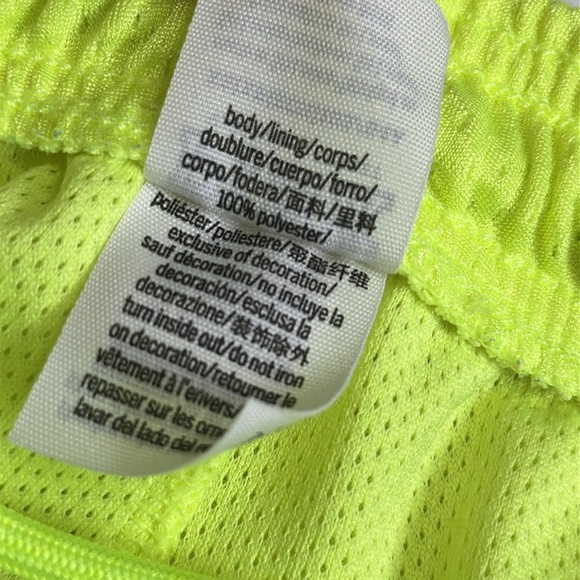 body/lining/corps/
doublure/cuerpo/forro/
corpo/fodera/面料/里料
100% polyester/
poliéster/poliestere/聚酯纤维
exclusive of decoration/
sauf décoration/no incluye la
decoración/esclusa la
decorazione/装饰除外
turn inside out/do not iron
on decoration/retourner le
vêtement à l'envers/
repasser sur les
lavar del lado del